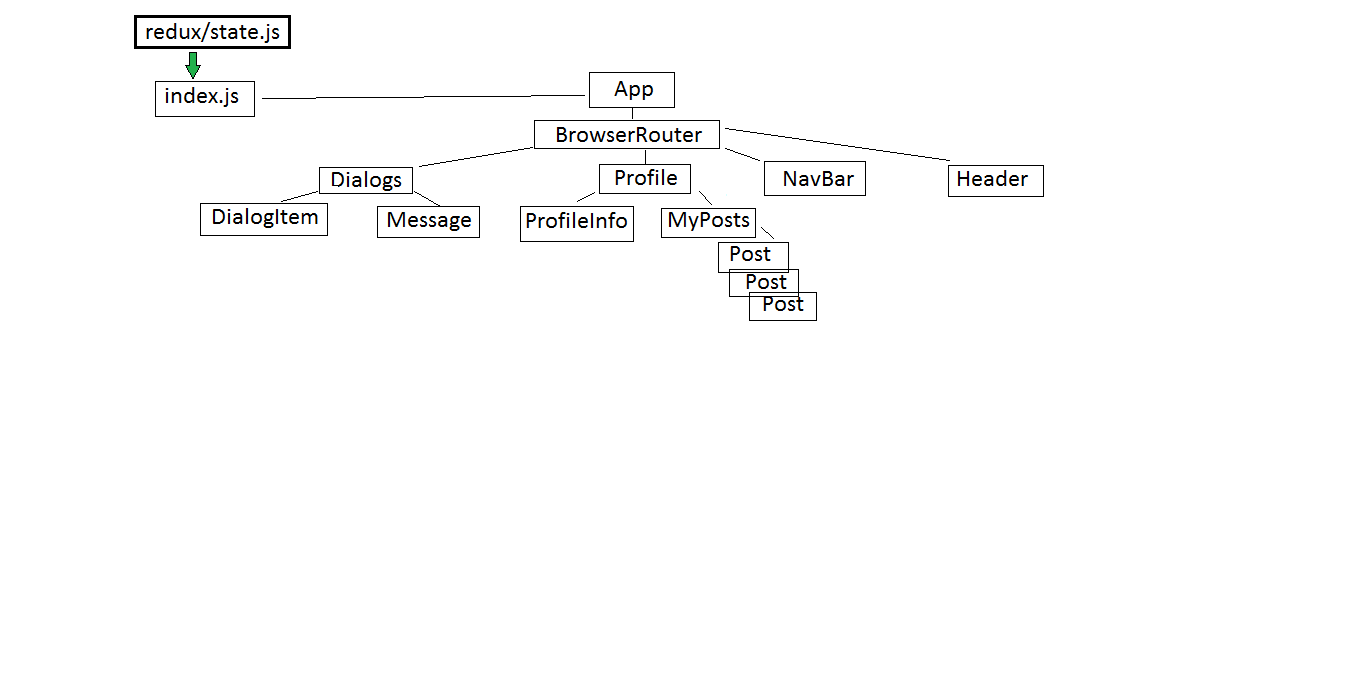 redux/state.js
index.js
App
BrowserRouter
Dialogs
Profile
NavBar
Header
DialogItem
Message
ProfileInfo
MyPosts
Post
Post
Post